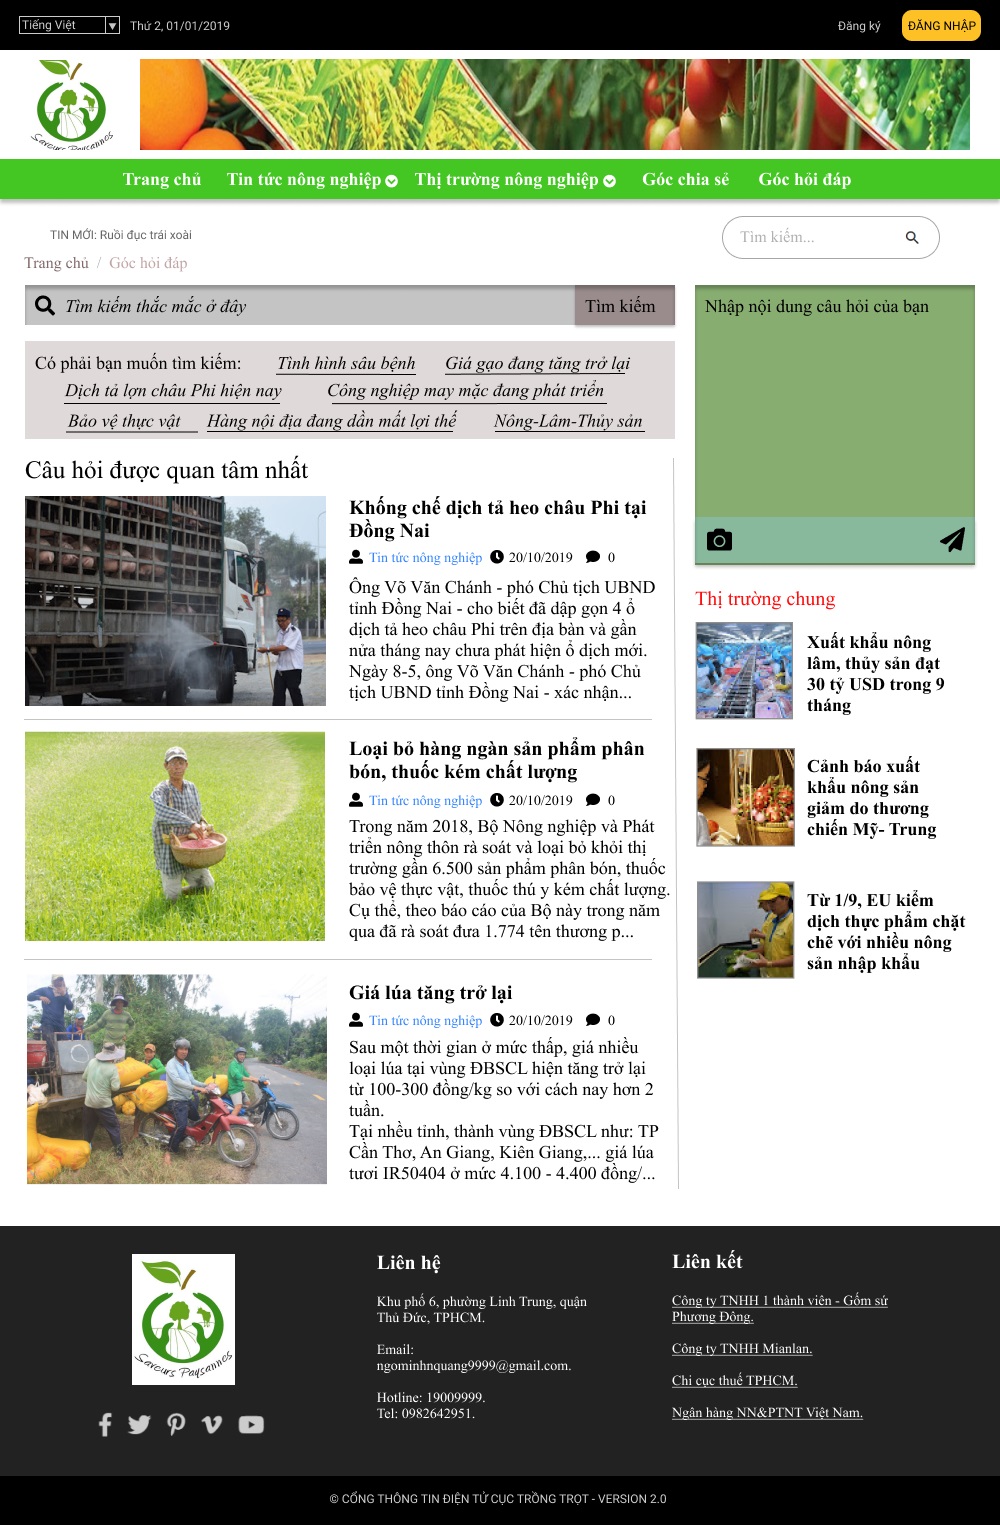 Tiếng Việt
Thứ 2, 01/01/2019
Đăng ký
ĐĂNG NHẬP
Savours Paysannes
Trang chủ
Tin tức nông nghiệp
Thị trường nông nghiệp
Góc chia sẻ
Góc hỏi đáp
TIN MỚI: Ruồi đục trái xoài
Tìm kiếm...
Trang chủ / Góc hỏi đáp
Tìm kiếm thắc mắc ở đây
Tìm kiếm
Nhập nội dung câu hỏi của bạn
Có phải bạn muốn tìm kiếm: Tình hình sâu bệnh Giá gạo đang tăng trở lại
Dịch tả lợn châu Phi hiện nay Công nghiệp may mặc đang phát triển
Bảo vệ thực vật Hàng nội địa đang dần mất lợi thế Nông-Lâm-Thủy sản
Câu hỏi được quan tâm nhất
Khống chế dịch tả heo châu Phi tại
Đồng Nai
Tin tức nông nghiệp 20/10/2019 0
Ông Võ Văn Chánh - phó Chủ tịch UBND
tỉnh Đồng Nai - cho biết đã dập gọn 4 ổ
dịch tả heo châu Phi trên địa bàn và gần
nửa tháng nay chưa phát hiện ổ dịch mới.
Ngày 8-5, ông Võ Văn Chánh - phó Chủ
tịch UBND tỉnh Đồng Nai - xác nhận...
Loại bỏ hàng ngàn sản phẩm phân
bón, thuốc kém chất lượng
Tin tức nông nghiệp 20/10/2019 0
Trong năm 2018, Bộ Nông nghiệp và Phát
triển nông thôn rà soát và loại bỏ khỏi thị
trường gần 6.500 sản phẩm phân bón, thuốc
bảo vệ thực vật, thuốc thú y kém chất lượng.
Cụ thể, theo báo cáo của Bộ này trong năm
qua đã rà soát đưa 1.774 tên thương p...
Giá lúa tăng trở lại
Tin tức nông nghiệp 20/10/2019 0
Sau một thời gian ở mức thấp, giá nhiều
loại lúa tại vùng ĐBSCL hiện tăng trở lại
từ 100-300 đồng/kg so với cách nay hơn 2
tuần.
Tại nhều tỉnh, thành vùng ĐBSCL như: TP
Cần Thơ, An Giang, Kiên Giang,... giá lúa
tươi IR50404 ở mức 4.100 - 4.400 đồng/...
Thị trường chung
Xuất khẩu nông
lâm, thủy sản đạt
30 tỷ USD trong 9
tháng
Cảnh báo xuất
khẩu nông sản
giảm do thương
chiến Mỹ- Trung
Từ 1/9, EU kiểm
dịch thực phẩm chặt
chẽ với nhiều nông
sản nhập khẩu
Savours Paysannes
Liên hệ
Khu phố 6, phường Linh Trung, quận
Thủ Đức, TPHCM.
Email:
ngominhnquang9999@gmail.com.
Hotline: 19009999.
Tel: 0982642951.
Liên kết
Công ty TNHH 1 thành viên - Gốm sứ
Phương Đông.
Công ty TNHH Mianlan.
Chi cục thuế TPHCM.
Ngân hàng NN&PTNT Việt Nam.
© CỔNG THÔNG TIN ĐIỆN TỬ CỤC TRỒNG TRỌT - VERSION 2.0